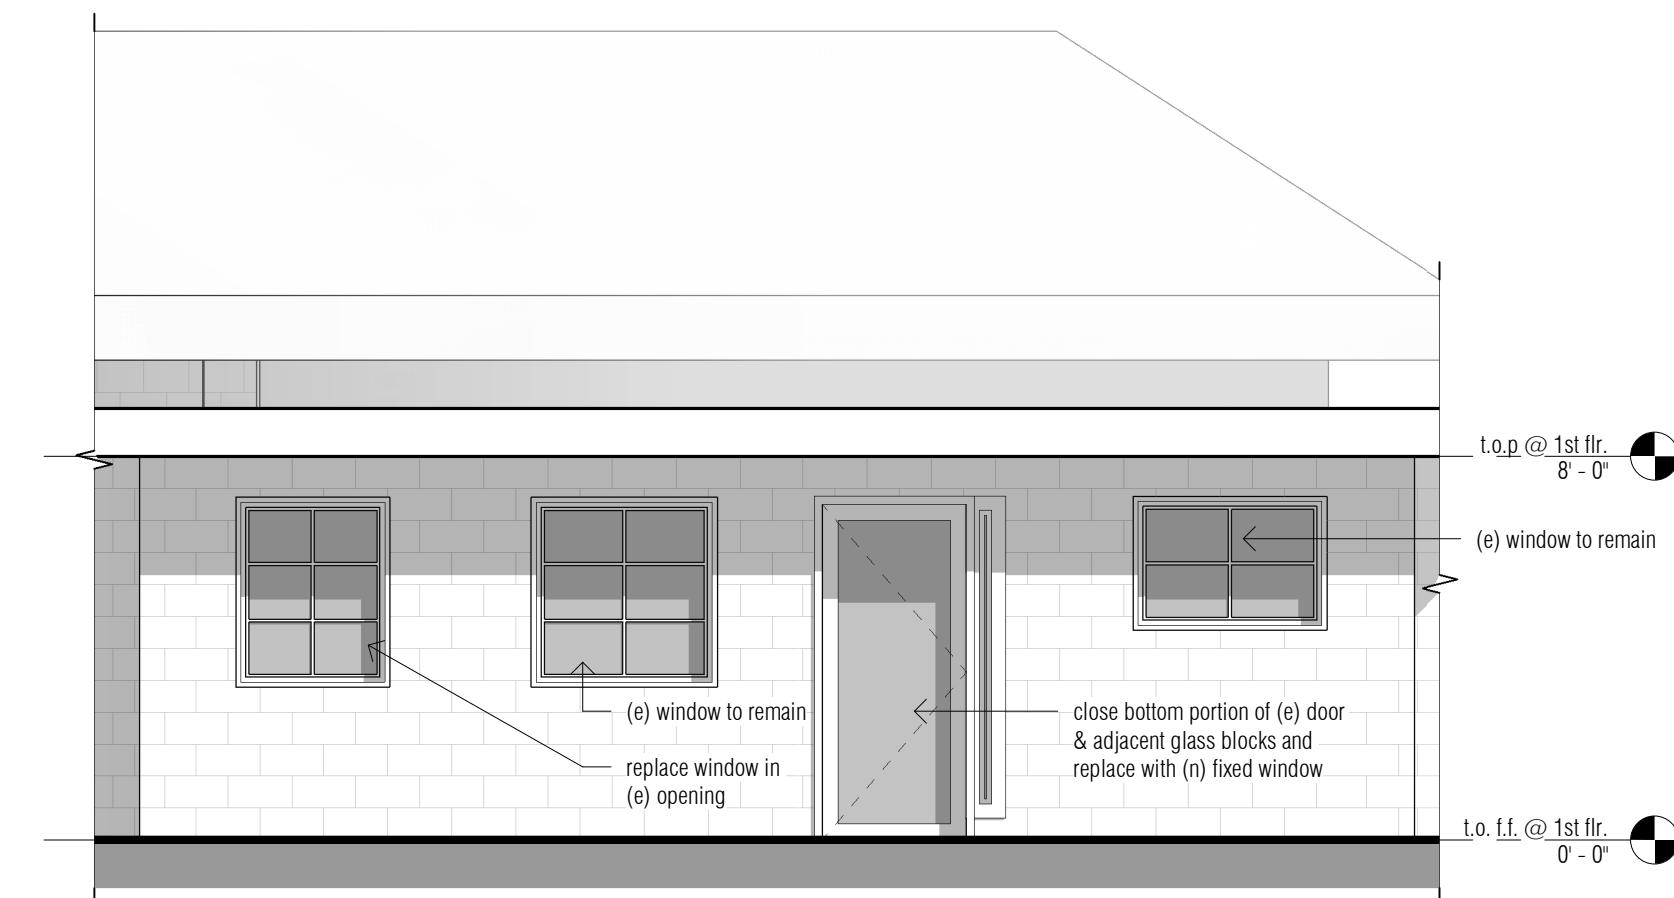 t.o.p @ 1st flr.
8' - 0"
(e) window to remain
(e) window to remain
replace window in
(e) opening
close bottom portion of (e) door
& adjacent glass blocks and
replace with (n) fixed window
t.o. f.f. @ 1st flr.
0' - 0"